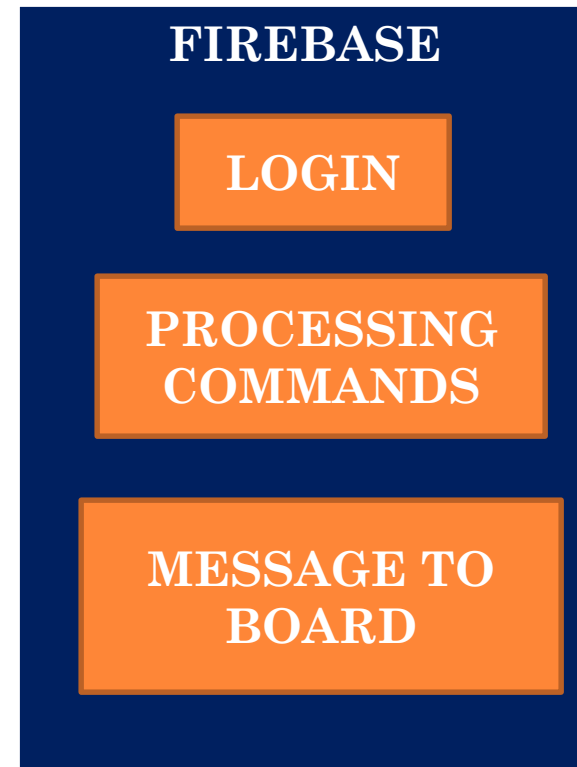 FIREBASE
LOGIN
PROCESSING
COMMANDS
MESSAGE TO
BOARD